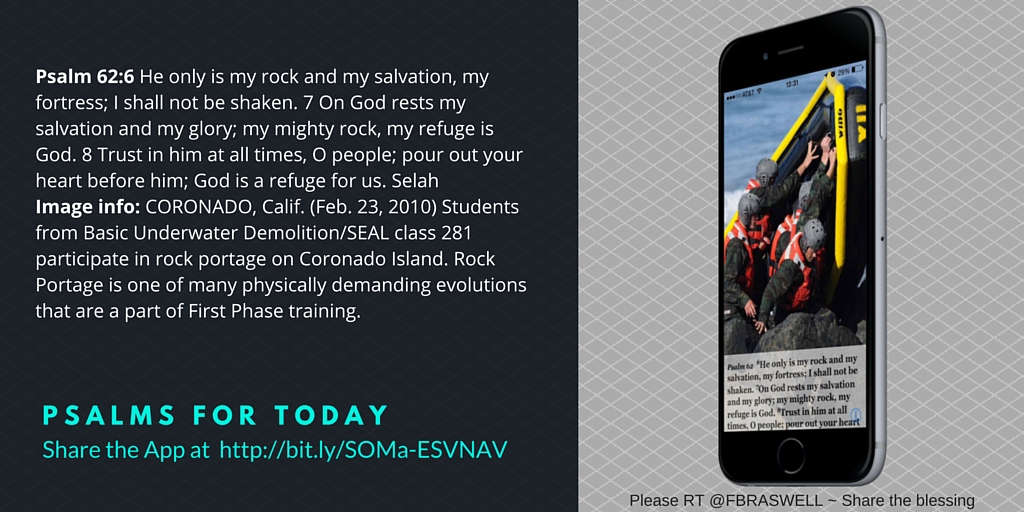 Psalm 62:6 He only is my rock and my salvation, my
fortress; I shall not be shaken. 7 On God rests my
salvation and my glory; my mighty rock, my refuge is
God. 8 Trust in him at all times, O people; pour out your
heart before him; God is a refuge for us. Selah
Image info: CORONADO, Calif. (Feb. 23, 2010) Students
from Basic Underwater Demolition/SEAL class 281
participate in rock portage on Coronado Island. Rock
Portage is one of many physically demanding evolutions
that are a part of First Phase training.
PSALMS FOR TODAY
Share the App at http://bit.ly/SOMa-ESVNAV
AT&T 13:31 29%
WING
Psalm 62 6He only is my rock and my
salvation, my fortress; I shall not be
shaken. 7On God rests my salvation
and my glory; my mighty rock, my
refuge is God. 8Trust in him at all
times, O people; pour out your heart
Please RT @FBRASWELL ~ Share the blessing